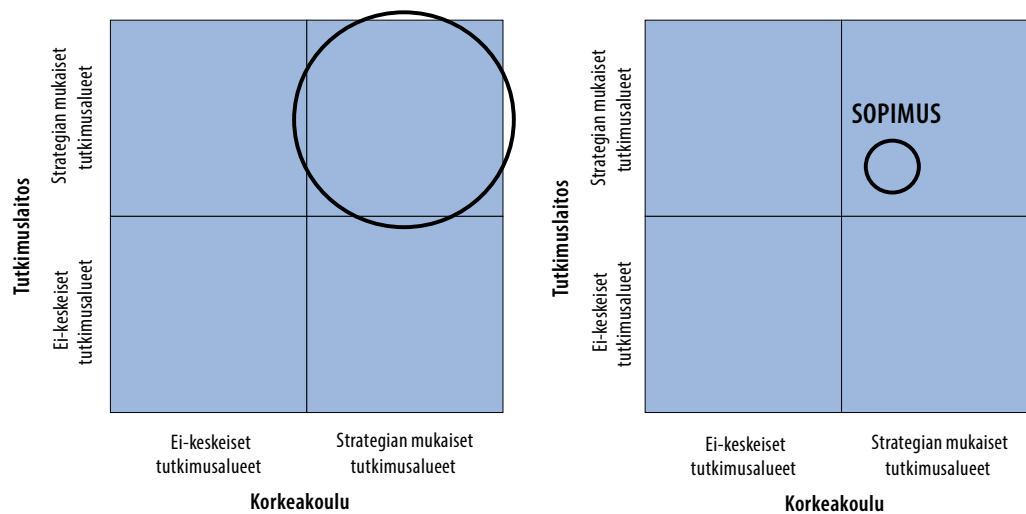 Tutkimuslaitos
Strategian mukaiset
tutkimusalueet
Ei-keskeiset
tutkimusalueet
Ei-keskeiset
tutkimusalueet
Strategian mukaiset
tutkimusalueet
Korkeakoulu
SOPIMUS
Tutkimuslaitos
Strategian mukaiset
tutkimusalueet
Ei-keskeiset
tutkimusalueet
Ei-keskeiset
tutkimusalueet
Strategian mukaiset
tutkimusalueet
Korkeakoulu